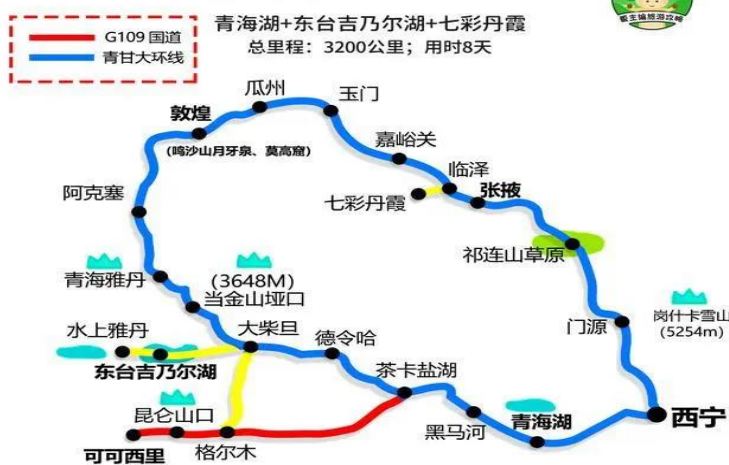 青海湖+东台吉乃尔湖+七彩丹霞
总里程：3200公里；用时8天
G109 国道
青甘大环线
瓜州
玉门
敦煌
(鸣沙山月牙泉、莫高窟)
嘉峪关
临泽
七彩丹霞
张掖
阿克塞
祁连山草原
青海雅丹
(3648M)
当金山垭口
门源
岗什卡雪山
(5254m)
水上雅丹
大柴旦
德令哈
东台吉乃尔湖
茶卡盐湖
昆仑山口
格尔木
可可西里
黑马河
青海湖
西宁